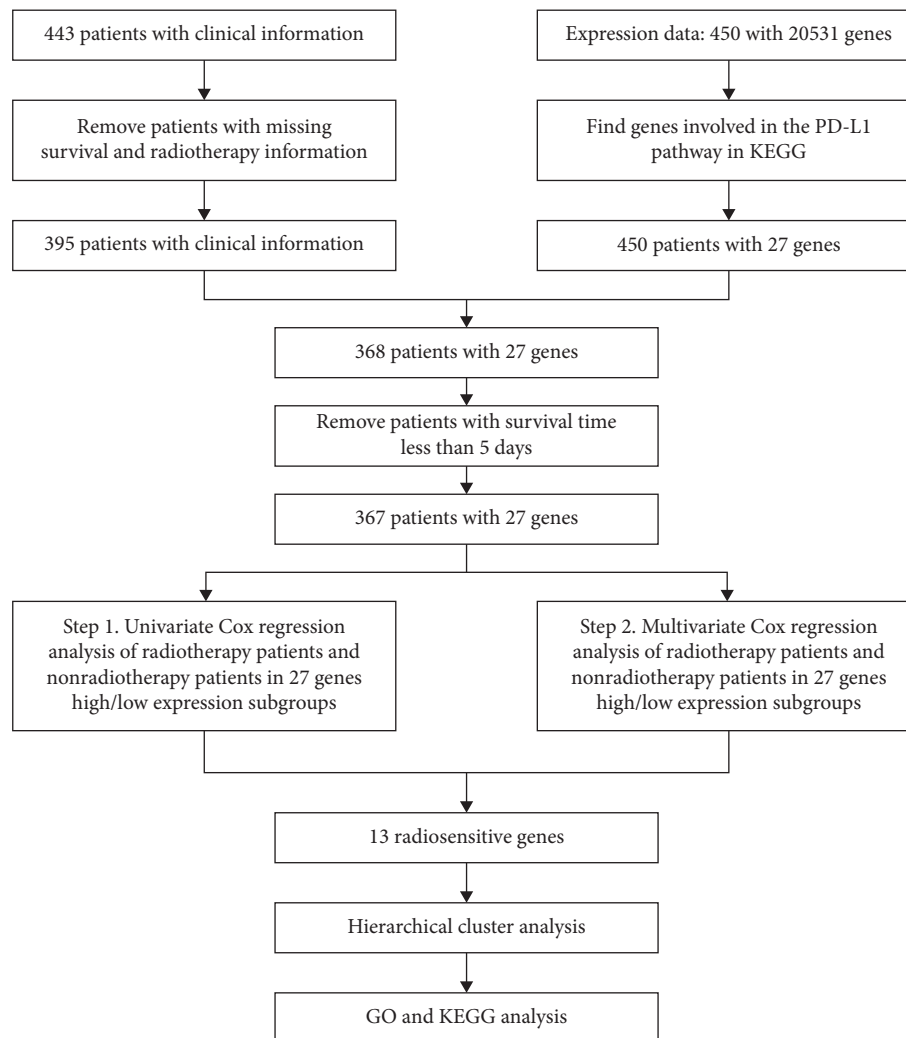 443 patients with clinical information
Expression data: 450 with 20531 genes
Remove patients with missing
survival and radiotherapy information
Find genes involved in the PD-L1
pathway in KEGG
395 patients with clinical information
450 patients with 27 genes
368 patients with 27 genes
Remove patients with survival time
less than 5 days
367 patients with 27 genes
Step 1. Univariate Cox regression
analysis of radiotherapy patients and
nonradiotherapy patients in 27 genes
high/low expression subgroups
Step 2. Multivariate Cox regression
analysis of radiotherapy patients and
nonradiotherapy patients in 27 genes
high/low expression subgroups
13 radiosensitive genes
Hierarchical cluster analysis
GO and KEGG analysis